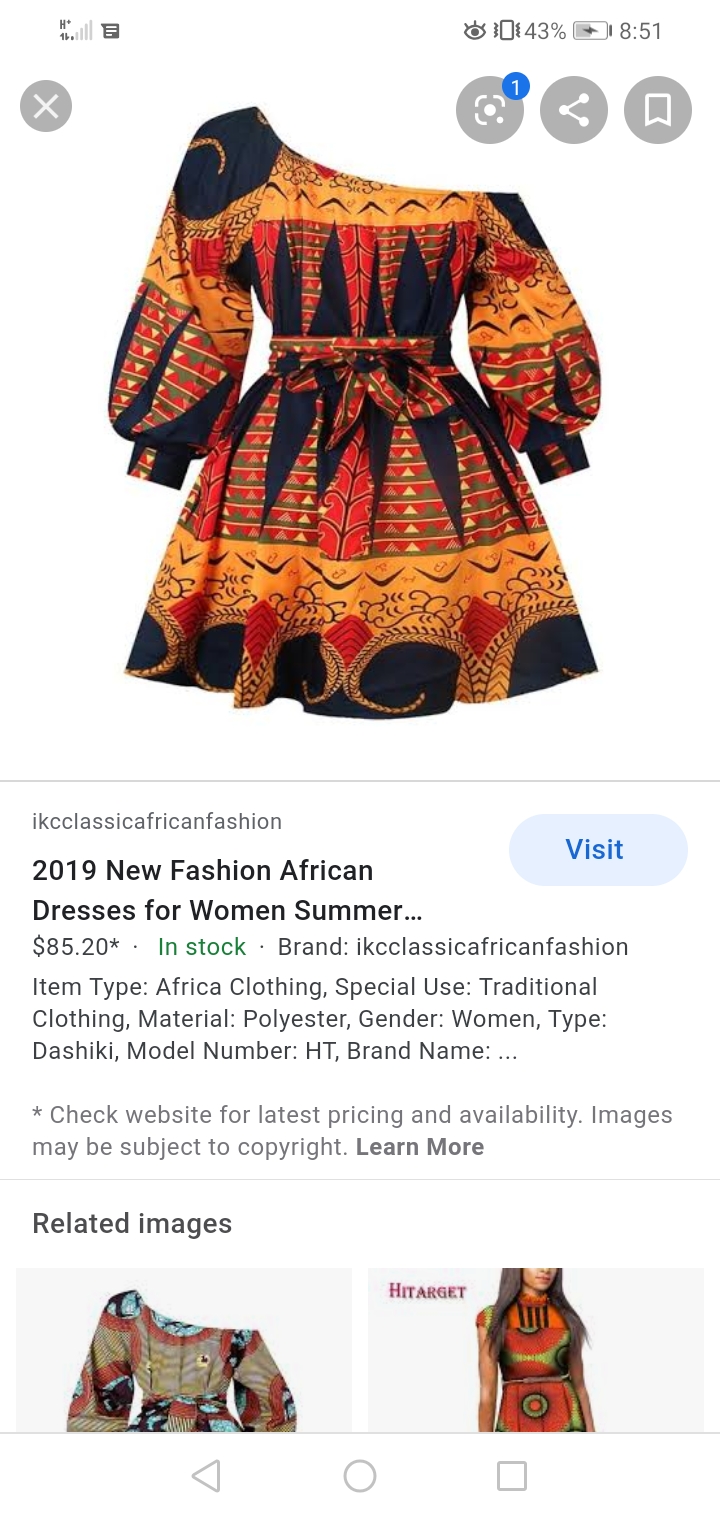 H+
43%
8:51
1
ikcclassicafricanfashion
Visit
2019 New Fashion African
Dresses for Women Summer...
$85.20* · In stock · Brand: ikcclassicafricanfashion
Item Type: Africa Clothing, Special Use: Traditional
Clothing, Material: Polyester, Gender: Women, Type:
Dashiki, Model Number: HT, Brand Name: ...
* Check website for latest pricing and availability. Images
may be subject to copyright. Learn More
Related images
HITARGET